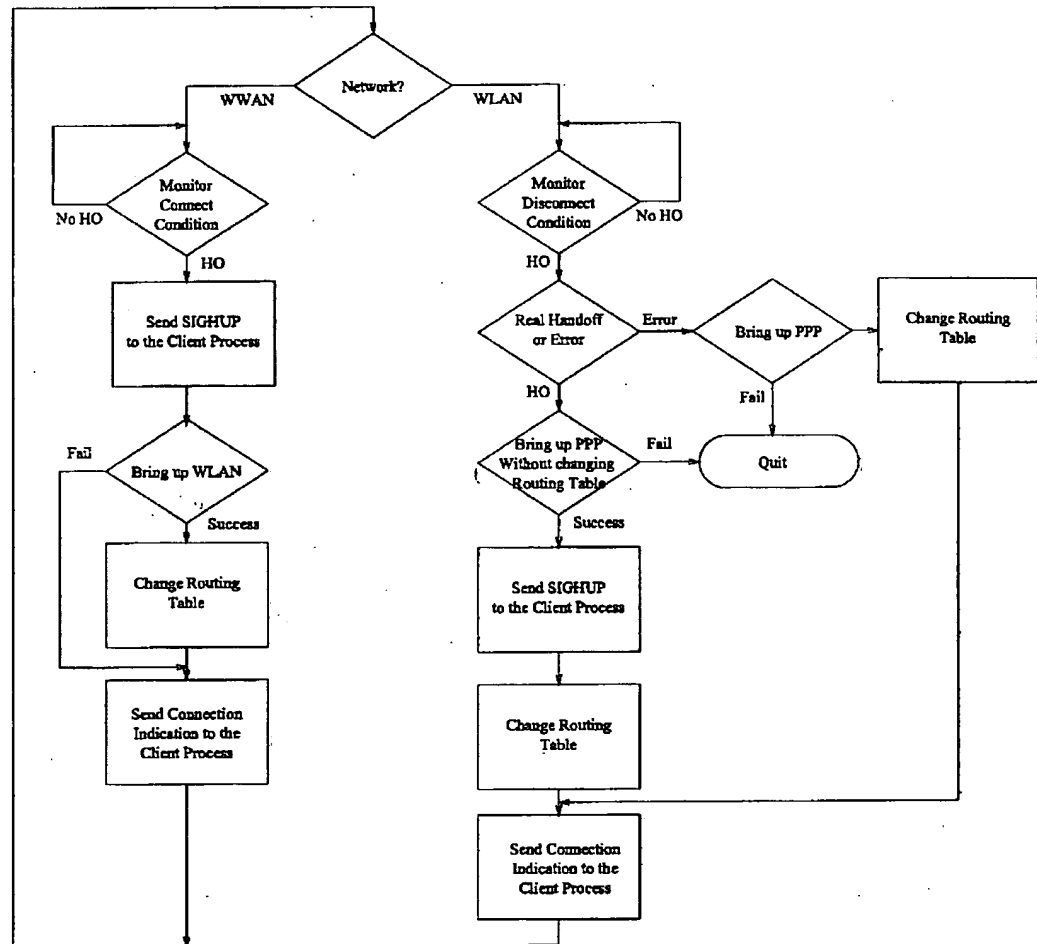 Network?
WWAN
WLAN
Monitor
Connect
Condition
No HO
HO
Send SIGHUP
to the Client Process
Fail
Bring up WLAN
Success
Change Routing
Table
Send Connection
Indication to the
Client Process
Monitor
Disconnect
Condition
No HO
HO
Real Handoff
or Error
Error
Bring up PPP
Change Routing
Table
Fail
Quit
HO
Bring up PPP
Without changing
Routing Table
Fail
Success
Send SIGHUP
to the Client Process
Change Routing
Table
Send Connection
Indication to the
Client Process